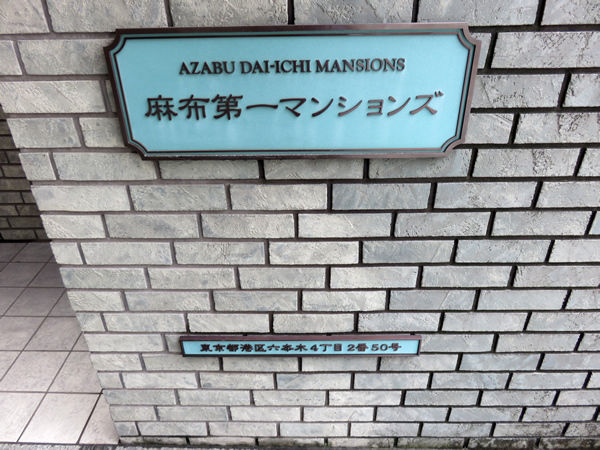 AZABU DAI-ICHI MANSIONS
麻布第一マンションズ
東京都港区六本木4丁目2番50号